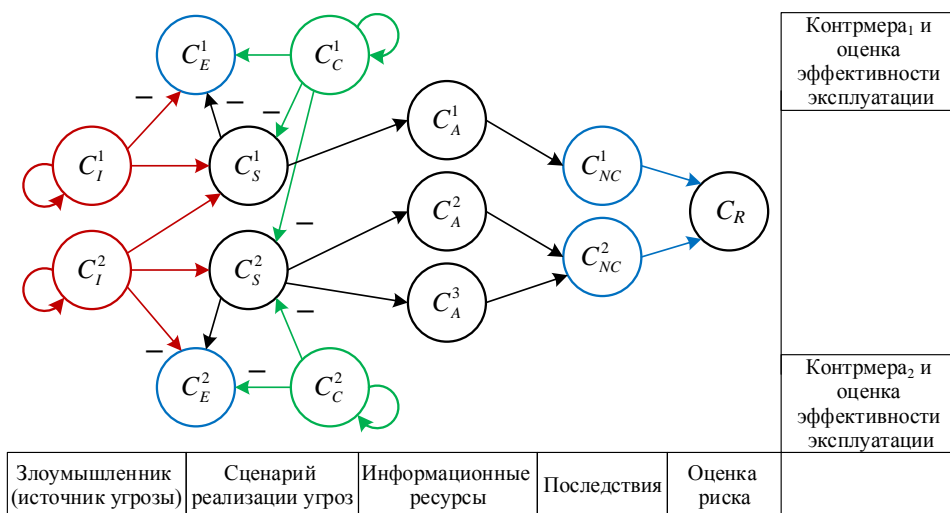 C_E^1
C_C^1
Контрмера₁ и
оценка
эффективности
эксплуатации
–
–
–
C_A^1
C_I^1
C_S^1
C_NC^1
C_A^2
C_R
–
C_I^2
C_S^2
C_NC^2
C_A^3
–
–
–
C_E^2
C_C^2
Контрмера₂ и
оценка
эффективности
эксплуатации
Злоумышленник
(источник угрозы)
Сценарий
реализации угроз
Информационные
ресурсы
Последствия
Оценка
риска